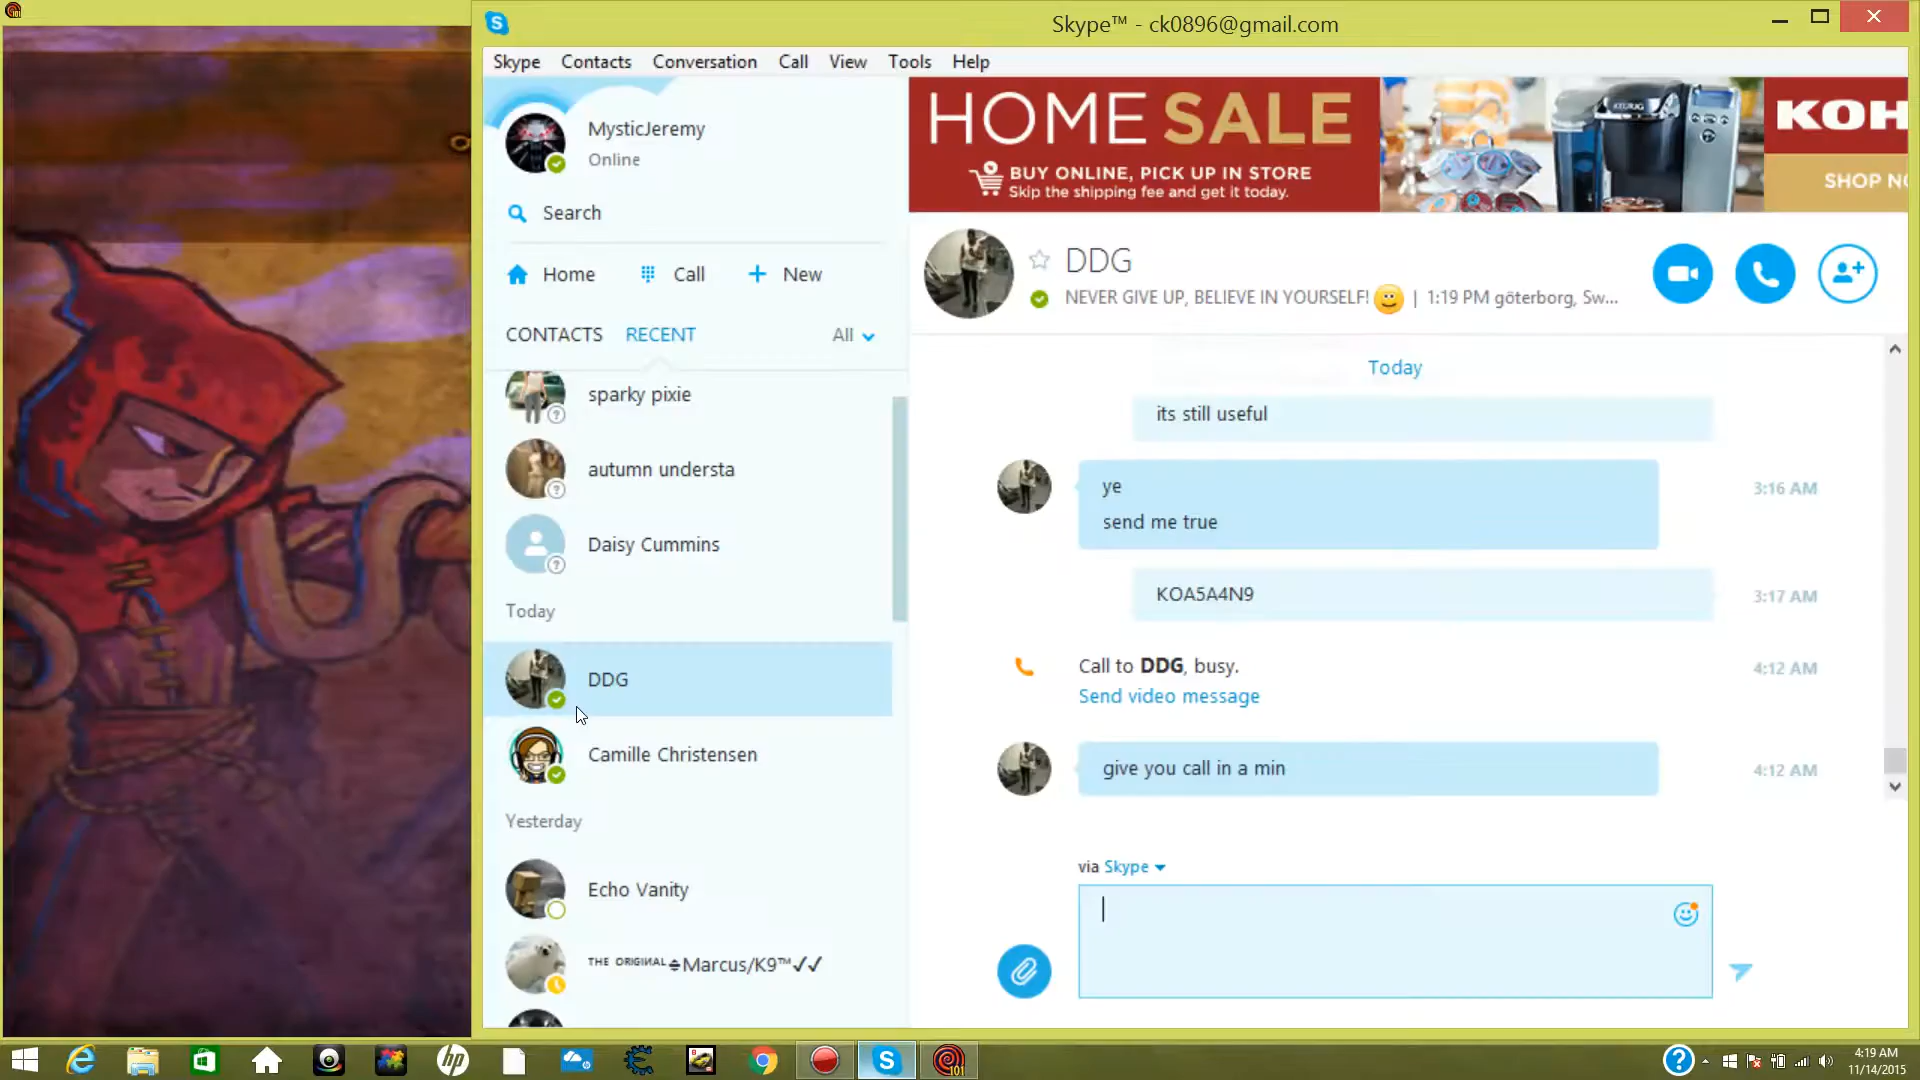 Skype™ - ck0896@gmail.com
Skype Contacts Conversation Call View Tools Help
MysticJeremy
Online
Search
Home Call New
CONTACTS RECENT All
sparky pixie
autumn understa
Daisy Cummins
Today
DDG
Camille Christensen
Yesterday
Echo Vanity
ᵀᴴᴱ ᴼᴿᴵᴳᴵᴺᴬᴸ Marcus/K9™✓✓
HOME SALE
BUY ONLINE, PICK UP IN STORE
Skip the shipping fee and get it today.
KEURIG
KOH
SHOP N
DDG
NEVER GIVE UP, BELIEVE IN YOURSELF! | 1:19 PM göterborg, Sw...
Today
its still useful
ye
send me true
3:16 AM
KOA5A4N9
3:17 AM
Call to DDG, busy.
Send video message
4:12 AM
give you call in a min
4:12 AM
via Skype
hp
101
4:19 AM
11/14/2015